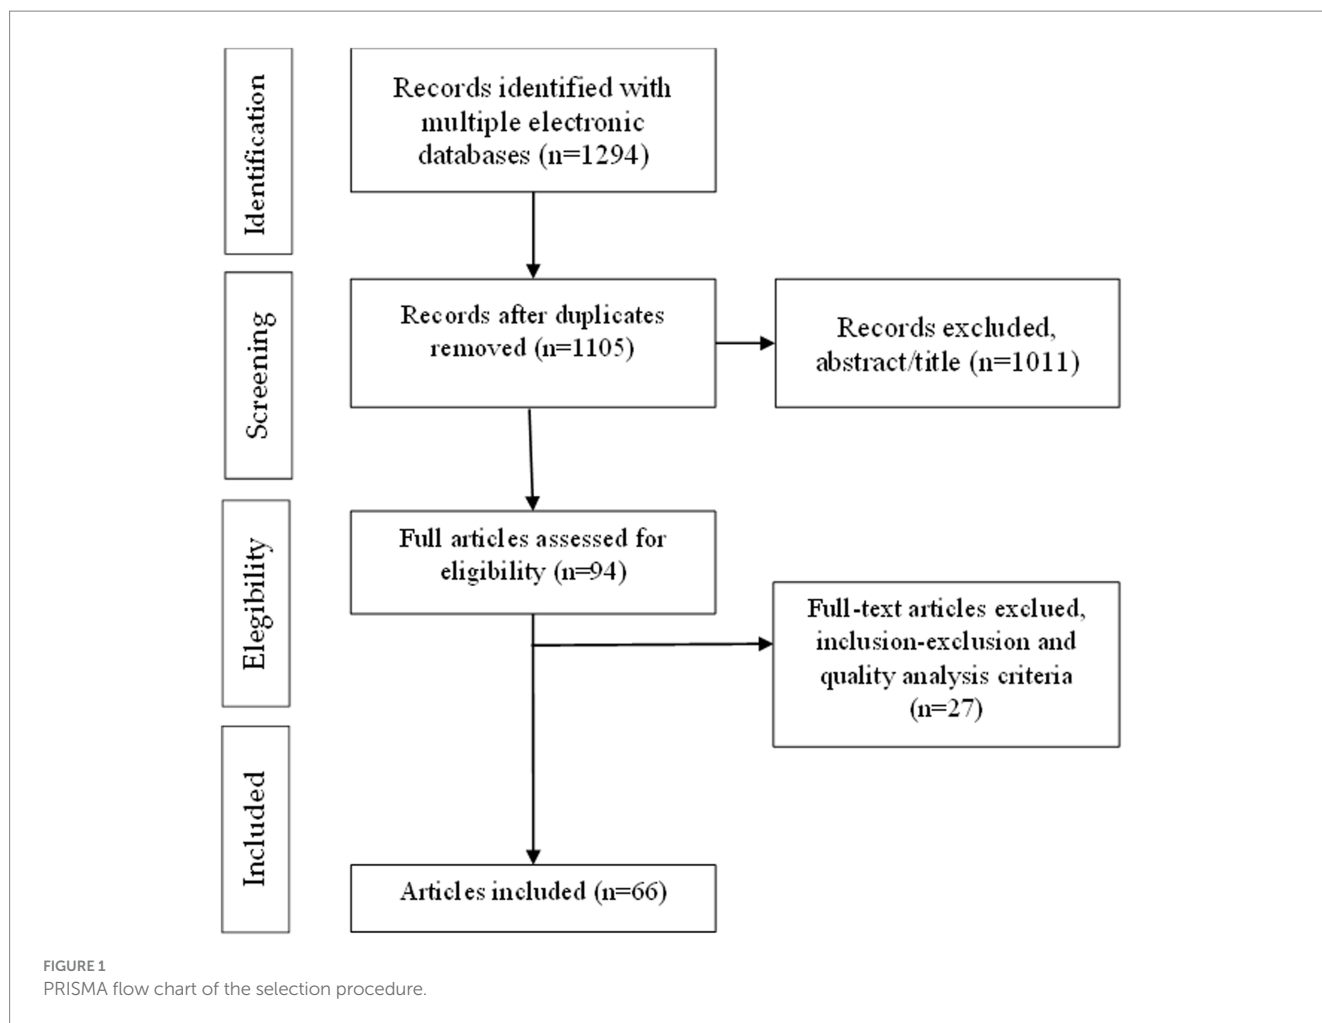 Identification
Records identified with
multiple electronic
databases (n=1294)
Screening
Records after duplicates
removed (n=1105)
Records excluded,
abstract/title (n=1011)
Elegibility
Full articles assessed for
eligibility (n=94)
Full-text articles exclued,
inclusion-exclusion and
quality analysis criteria
(n=27)
Included
Articles included (n=66)
FIGURE 1
PRISMA flow chart of the selection procedure.